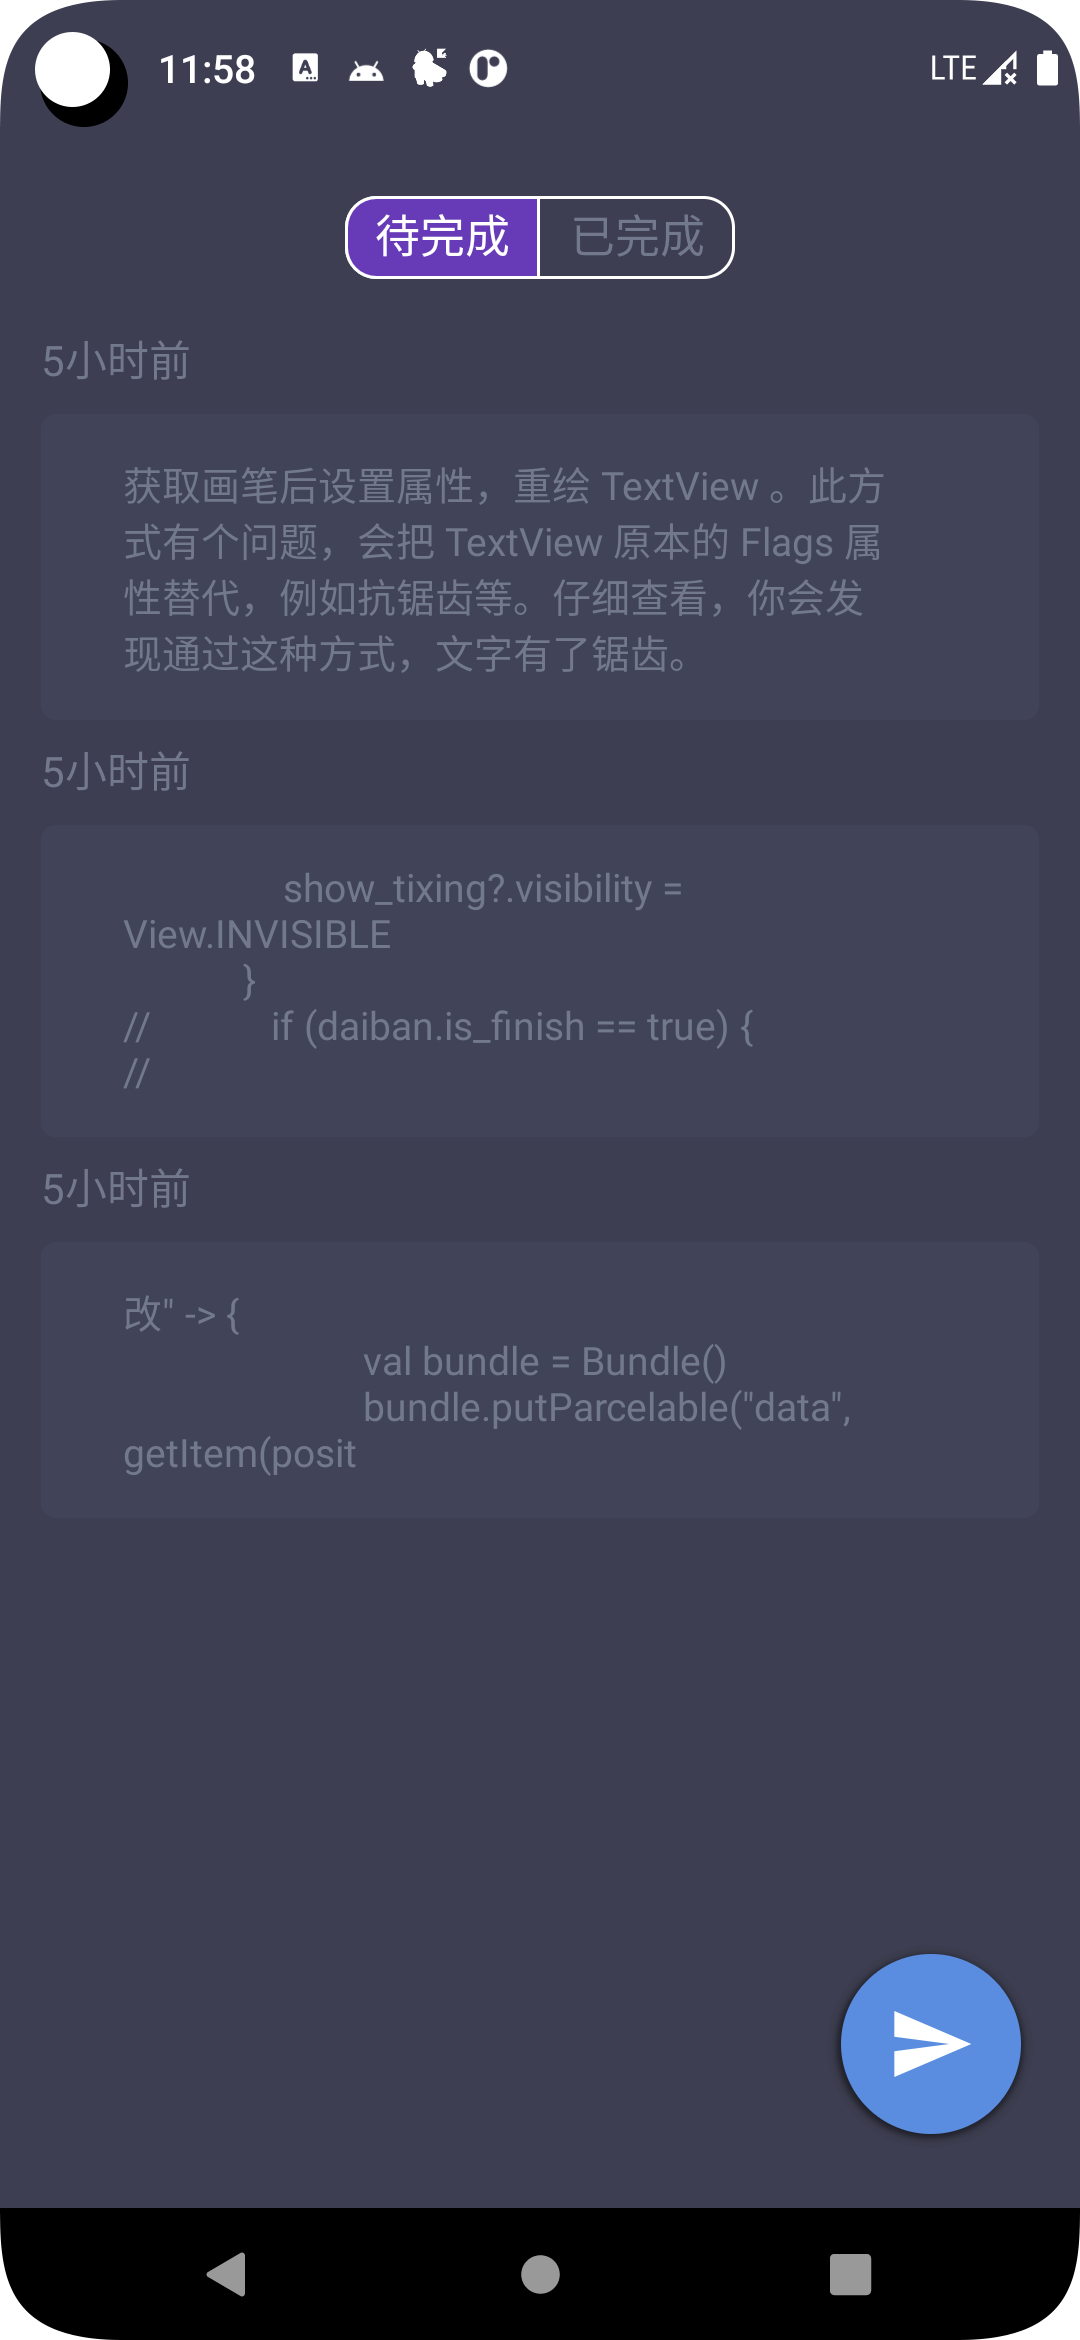 11:58
LTE
待完成 已完成
5小时前
获取画笔后设置属性，重绘 TextView 。此方
式有个问题，会把 TextView 原本的 Flags 属
性替代，例如抗锯齿等。仔细查看，你会发
现通过这种方式，文字有了锯齿。
5小时前
show_tixing?.visibility =
View.INVISIBLE
}
// if (daiban.is_finish == true) {
//
5小时前
改" -> {
val bundle = Bundle()
bundle.putParcelable("data",
getItem(posit